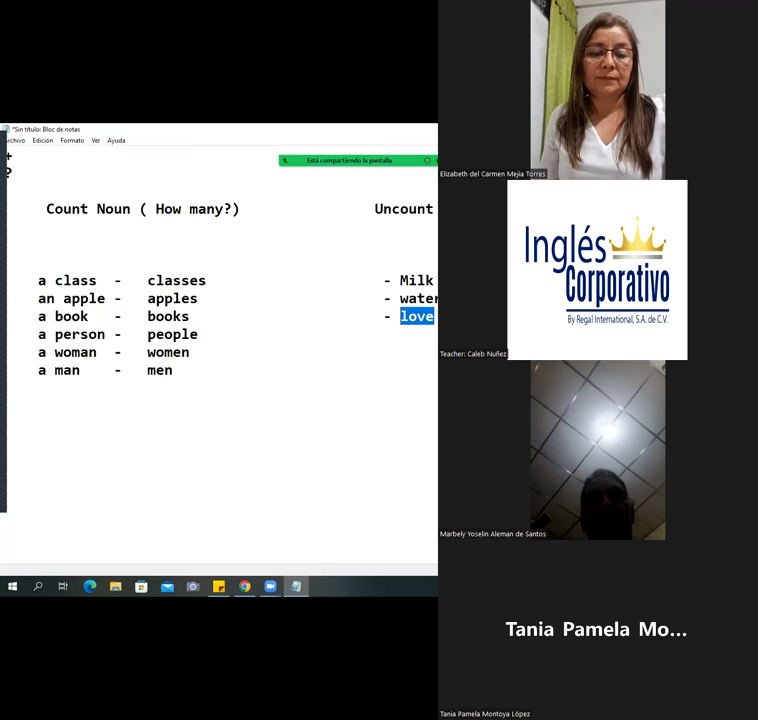 *Sin título: Bloc de notas
Archivo Edición Formato Ver Ayuda
+
?
Está compartiendo la pantalla
Count Noun ( How many?)
Uncount
a class - classes
an apple - apples
a book - books
a person - people
a woman - women
a man - men
- Milk
- water
- love
Elizabeth del Carmen Mejia Torres
Inglés
Corporativo
By Regal International, S.A. de C.V.
Teacher: Caleb Nuñez
Marbely Yoselin Aleman de Santos
Tania Pamela Mo...
Tania Pamela Montoya López